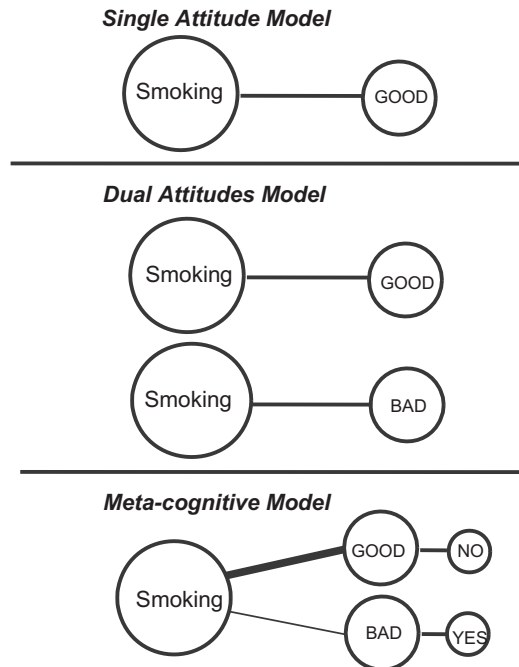 Single Attitude Model
Smoking GOOD
Dual Attitudes Model
Smoking GOOD
Smoking BAD
Meta-cognitive Model
GOOD NO
Smoking
BAD YES